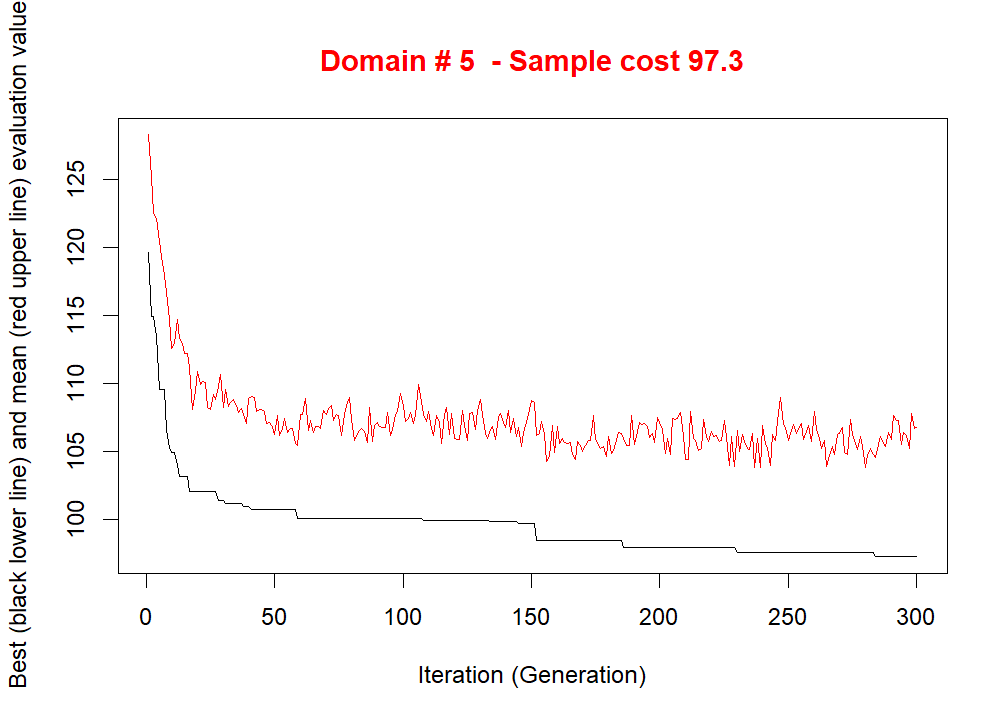 Domain # 5  - Sample cost 97.3
Best (black lower line) and mean (red upper line) evaluation value
125
120
115
110
105
100
0 50 100 150 200 250 300
Iteration (Generation)